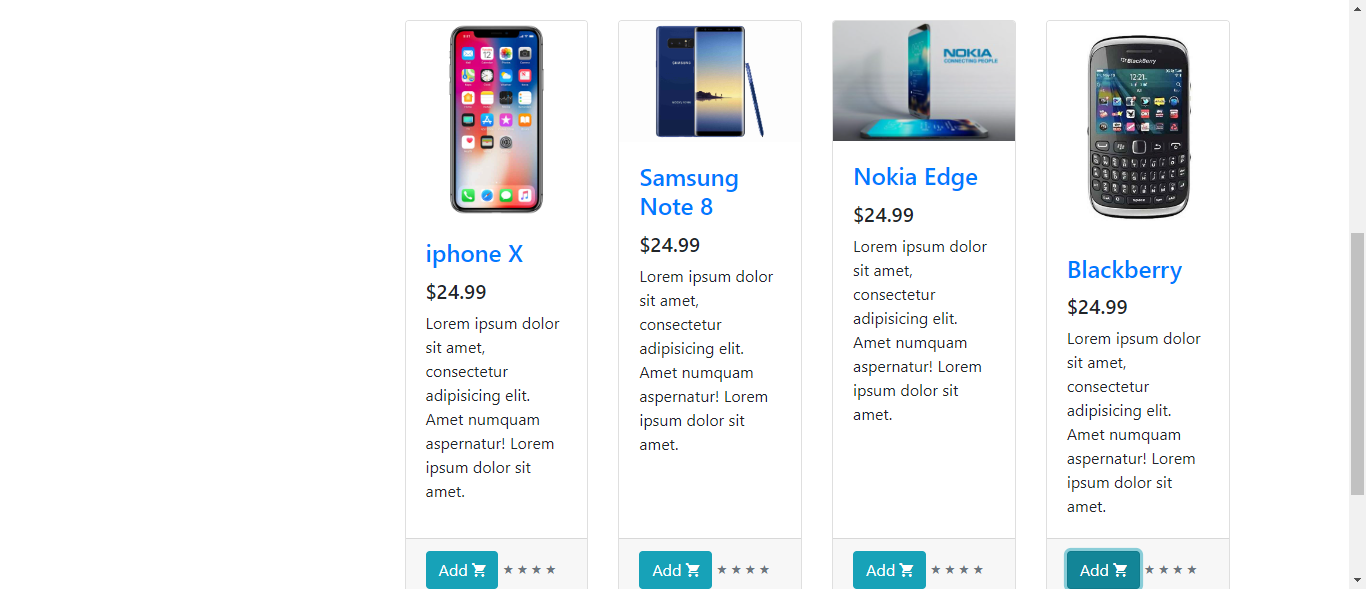 iphone X
$24.99
Lorem ipsum dolor
sit amet,
consectetur
adipisicing elit.
Amet numquam
aspernatur! Lorem
ipsum dolor sit
amet.
Add
SAMSUNG
Samsung
Note 8
$24.99
Lorem ipsum dolor
sit amet,
consectetur
adipisicing elit.
Amet numquam
aspernatur! Lorem
ipsum dolor sit
amet.
Add
NOKIA
CONNECTING PEOPLE
Nokia Edge
$24.99
Lorem ipsum dolor
sit amet,
consectetur
adipisicing elit.
Amet numquam
aspernatur! Lorem
ipsum dolor sit
amet.
Add
BlackBerry
12:21
Blackberry
$24.99
Lorem ipsum dolor
sit amet,
consectetur
adipisicing elit.
Amet numquam
aspernatur! Lorem
ipsum dolor sit
amet.
Add